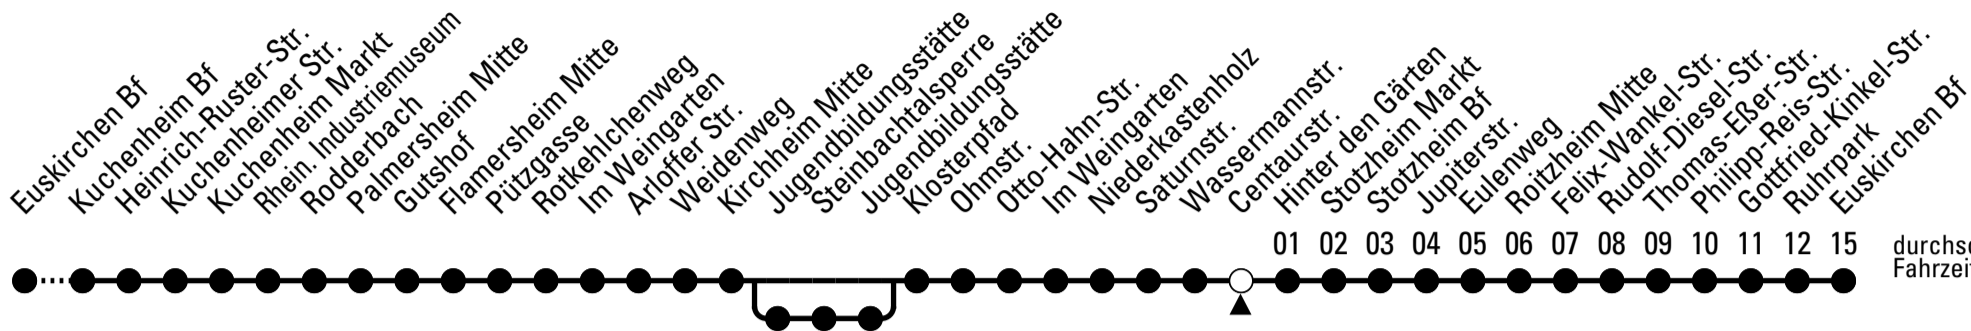 Euskirchen Bf
Kuchenheim Bf
Heinrich-Ruster-Str.
Kuchenheimer Str.
Kuchenheim Markt
Rhein. Industriemuseum
Rodderbach
Palmersheim Mitte
Gutshof
Flamersheim Mitte
Pützgasse
Rotkehlchenweg
Im Weingarten
Arloffer Str.
Weidenweg
Kirchheim Mitte
Jugendbildungsstätte
Steinbachtalsperre
Jugendbildungsstätte
Klosterpfad
Ohmstr.
Otto-Hahn-Str.
Im Weingarten
Niederkastenholz
Saturnstr.
Wassermannstr.
Centaurstr.
Hinter den Gärten
Stotzheim Markt
Stotzheim Bf
Jupiterstr.
Eulenweg
Roitzheim Mitte
Felix-Wankel-Str.
Rudolf-Diesel-Str.
Thomas-Eßer-Str.
Philipp-Reis-Str.
Gottfried-Kinkel-Str.
Ruhrpark
Euskirchen Bf
01 02 03 04 05 06 07 08 09 10 11 12 15
durchs
Fahrzei